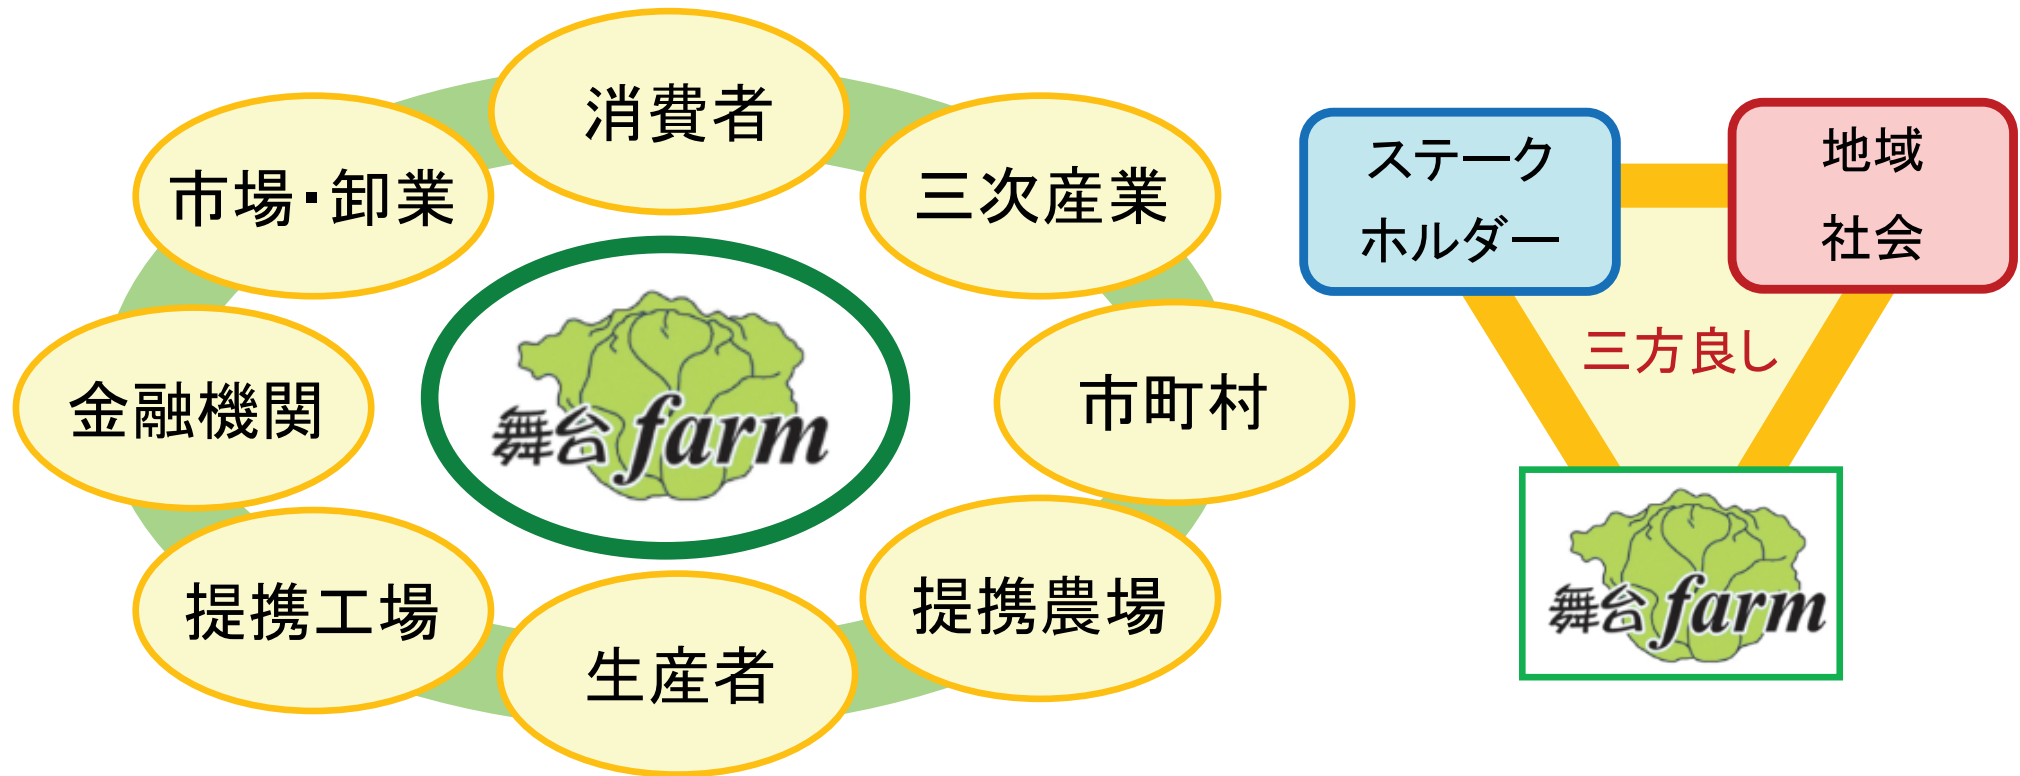 消費者
市場・卸業
三次産業
金融機関
舞台farm
市町村
提携工場
提携農場
生産者
ステーク
ホルダー
地域
社会
三方良し
舞台farm